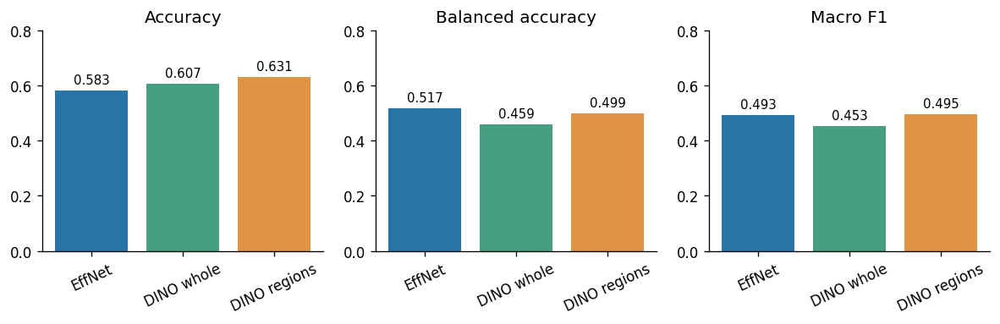 Accuracy
0.8
0.6
0.4
0.2
0.0
0.583
0.607
0.631
EffNet
DINO whole
DINO regions
Balanced accuracy
0.8
0.6
0.4
0.2
0.0
0.517
0.459
0.499
EffNet
DINO whole
DINO regions
Macro F1
0.8
0.6
0.4
0.2
0.0
0.493
0.453
0.495
EffNet
DINO whole
DINO regions